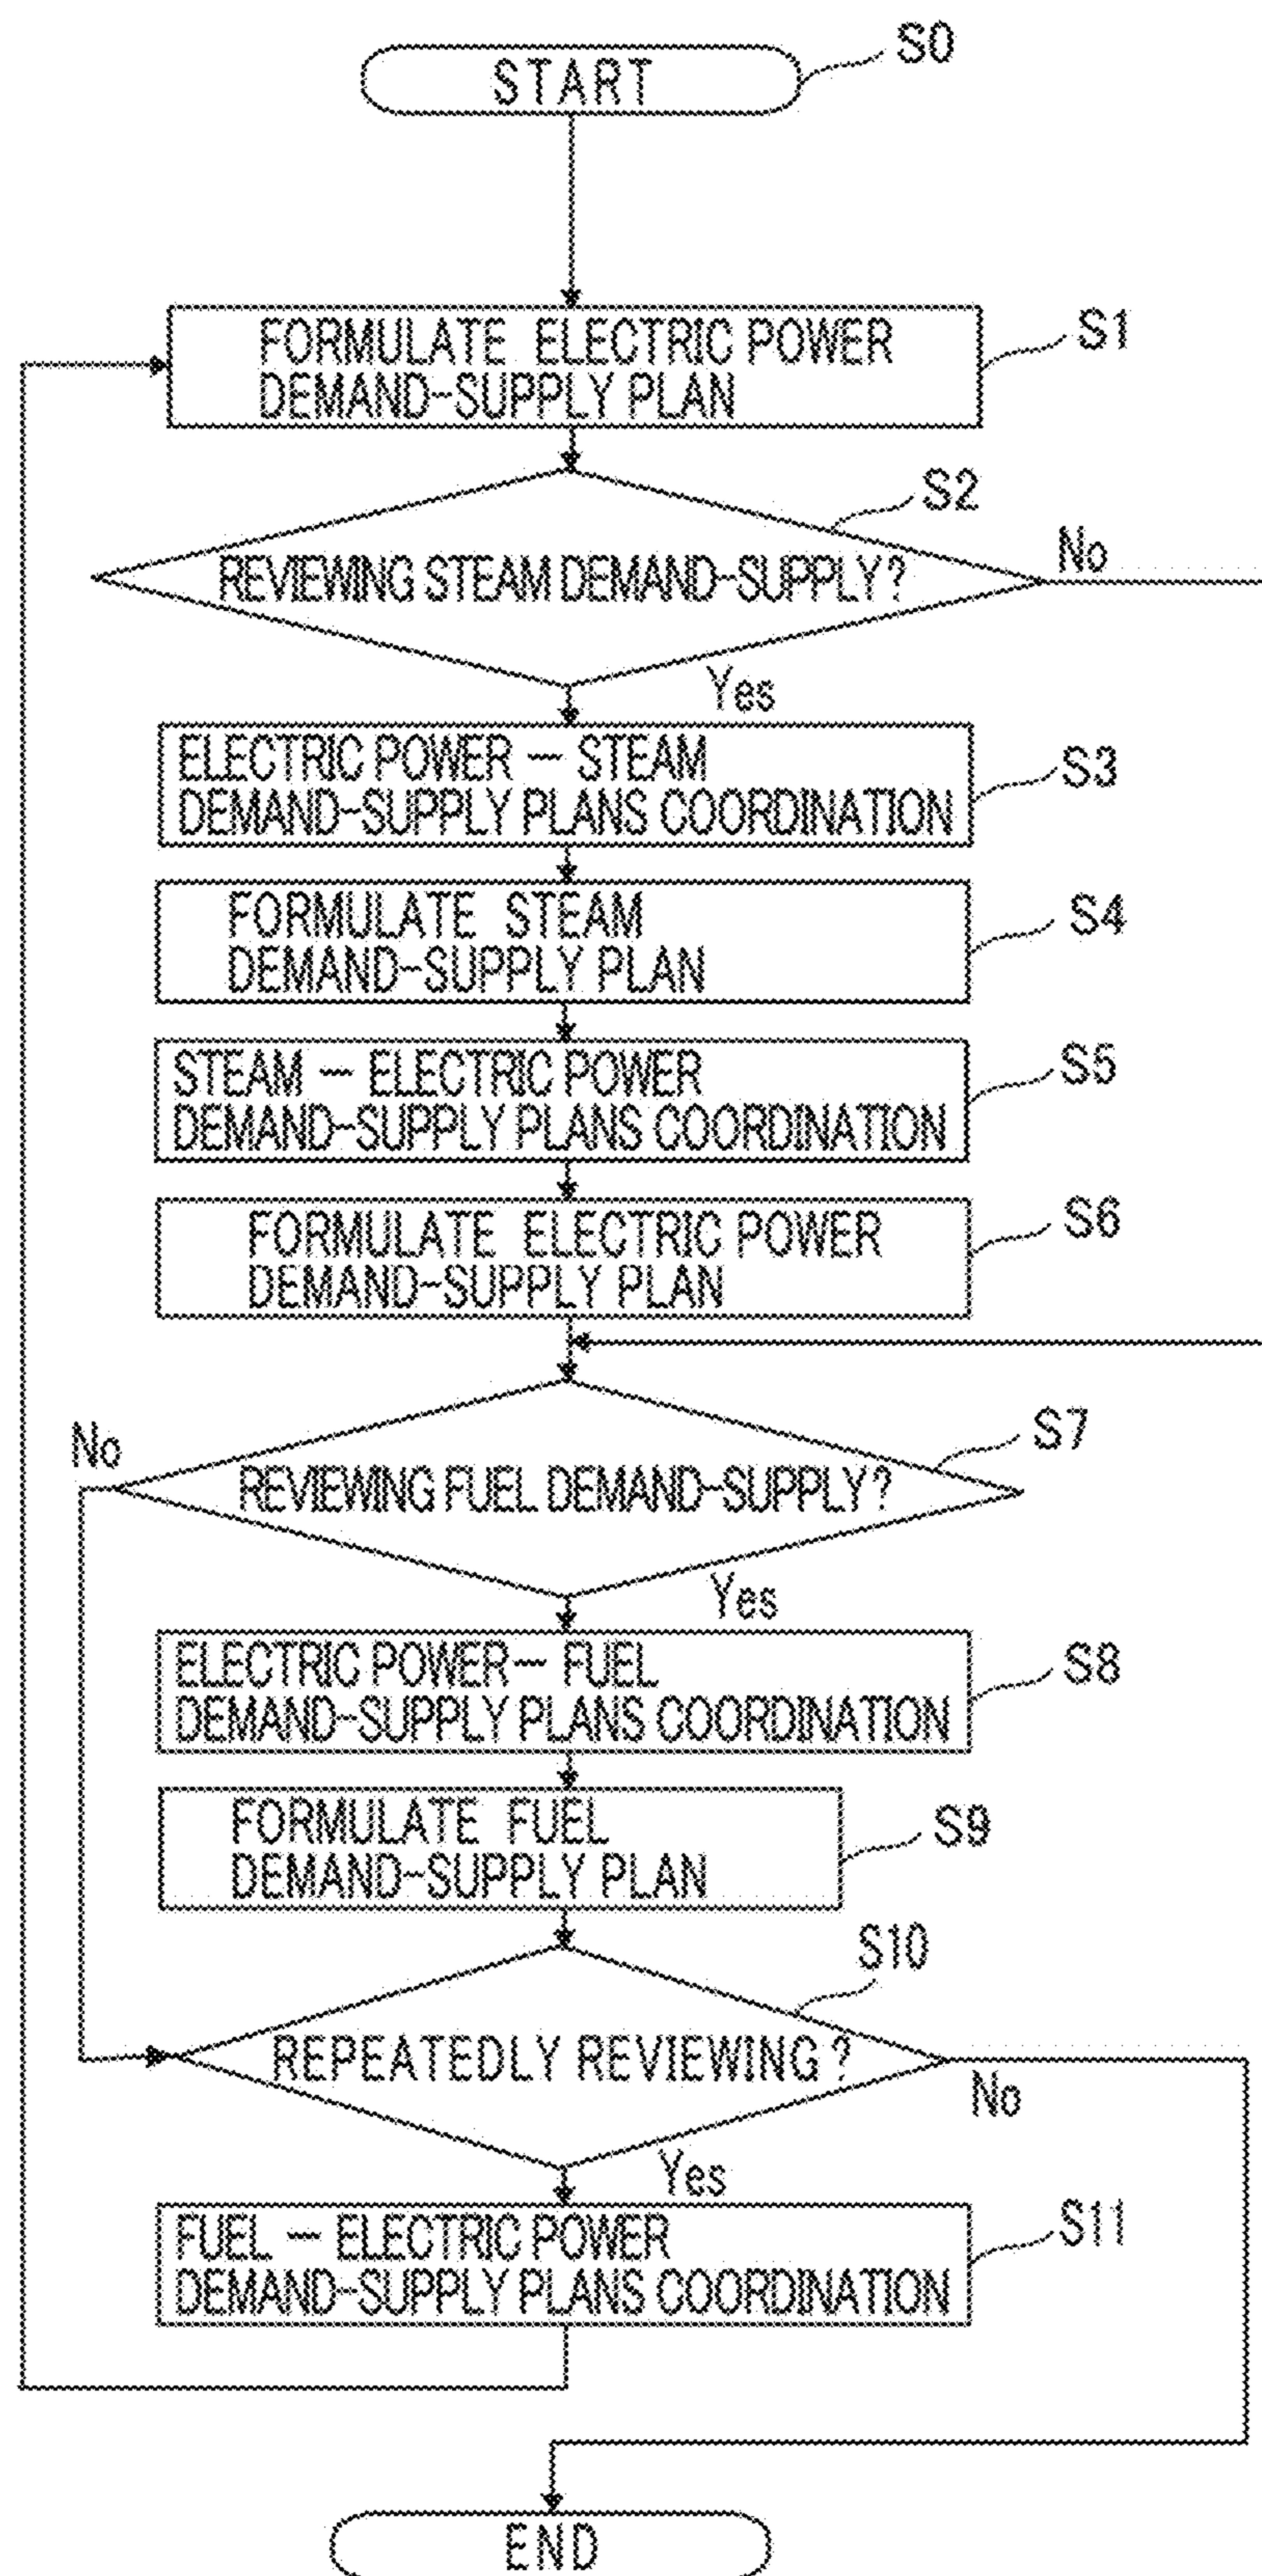 START
S0
FORMULATE ELECTRIC POWER
DEMAND-SUPPLY PLAN
S1
S2
REVIEWING STEAM DEMAND-SUPPLY?
No
Yes
ELECTRIC POWER — STEAM
DEMAND-SUPPLY PLANS COORDINATION
S3
FORMULATE STEAM
DEMAND-SUPPLY PLAN
S4
STEAM — ELECTRIC POWER
DEMAND-SUPPLY PLANS COORDINATION
S5
FORMULATE ELECTRIC POWER
DEMAND-SUPPLY PLAN
S6
No
S7
REVIEWING FUEL DEMAND-SUPPLY?
Yes
ELECTRIC POWER— FUEL
DEMAND-SUPPLY PLANS COORDINATION
S8
FORMULATE FUEL
DEMAND-SUPPLY PLAN
S9
S10
REPEATEDLY REVIEWING?
No
Yes
FUEL — ELECTRIC POWER
DEMAND-SUPPLY PLANS COORDINATION
S11
END